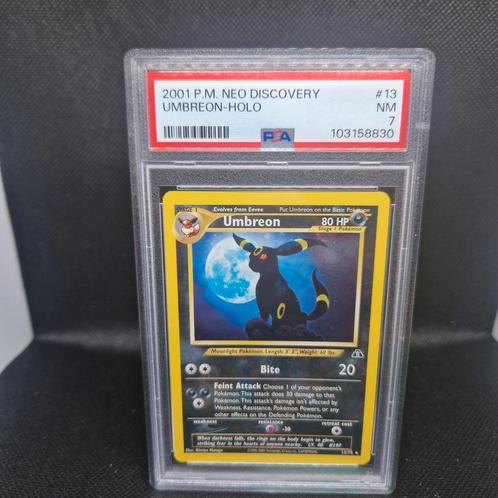 2001 P.M. NEO DISCOVERY #13
UMBREON-HOLO NM
7
PSA 103158830
Evolves from Eevee Put Umbreon on the Basic Pokémon
Umbreon 80 HP
Stage 1 Pokémon
Moonlight Pokémon. Length: 3' 3", Weight: 60 lbs.
Bite 20
Feint Attack Choose 1 of your opponent's
Pokémon. This attack does 30 damage to that
Pokémon. This attack's damage isn't affected by
Weakness, Resistance, Pokémon Powers, or any
other effects on the Defending Pokémon.
weakness resistance retreat cost
-30
When darkness falls, the rings on the body begin to glow,
striking fear in the hearts of anyone nearby. LV. 40 #197
13/75